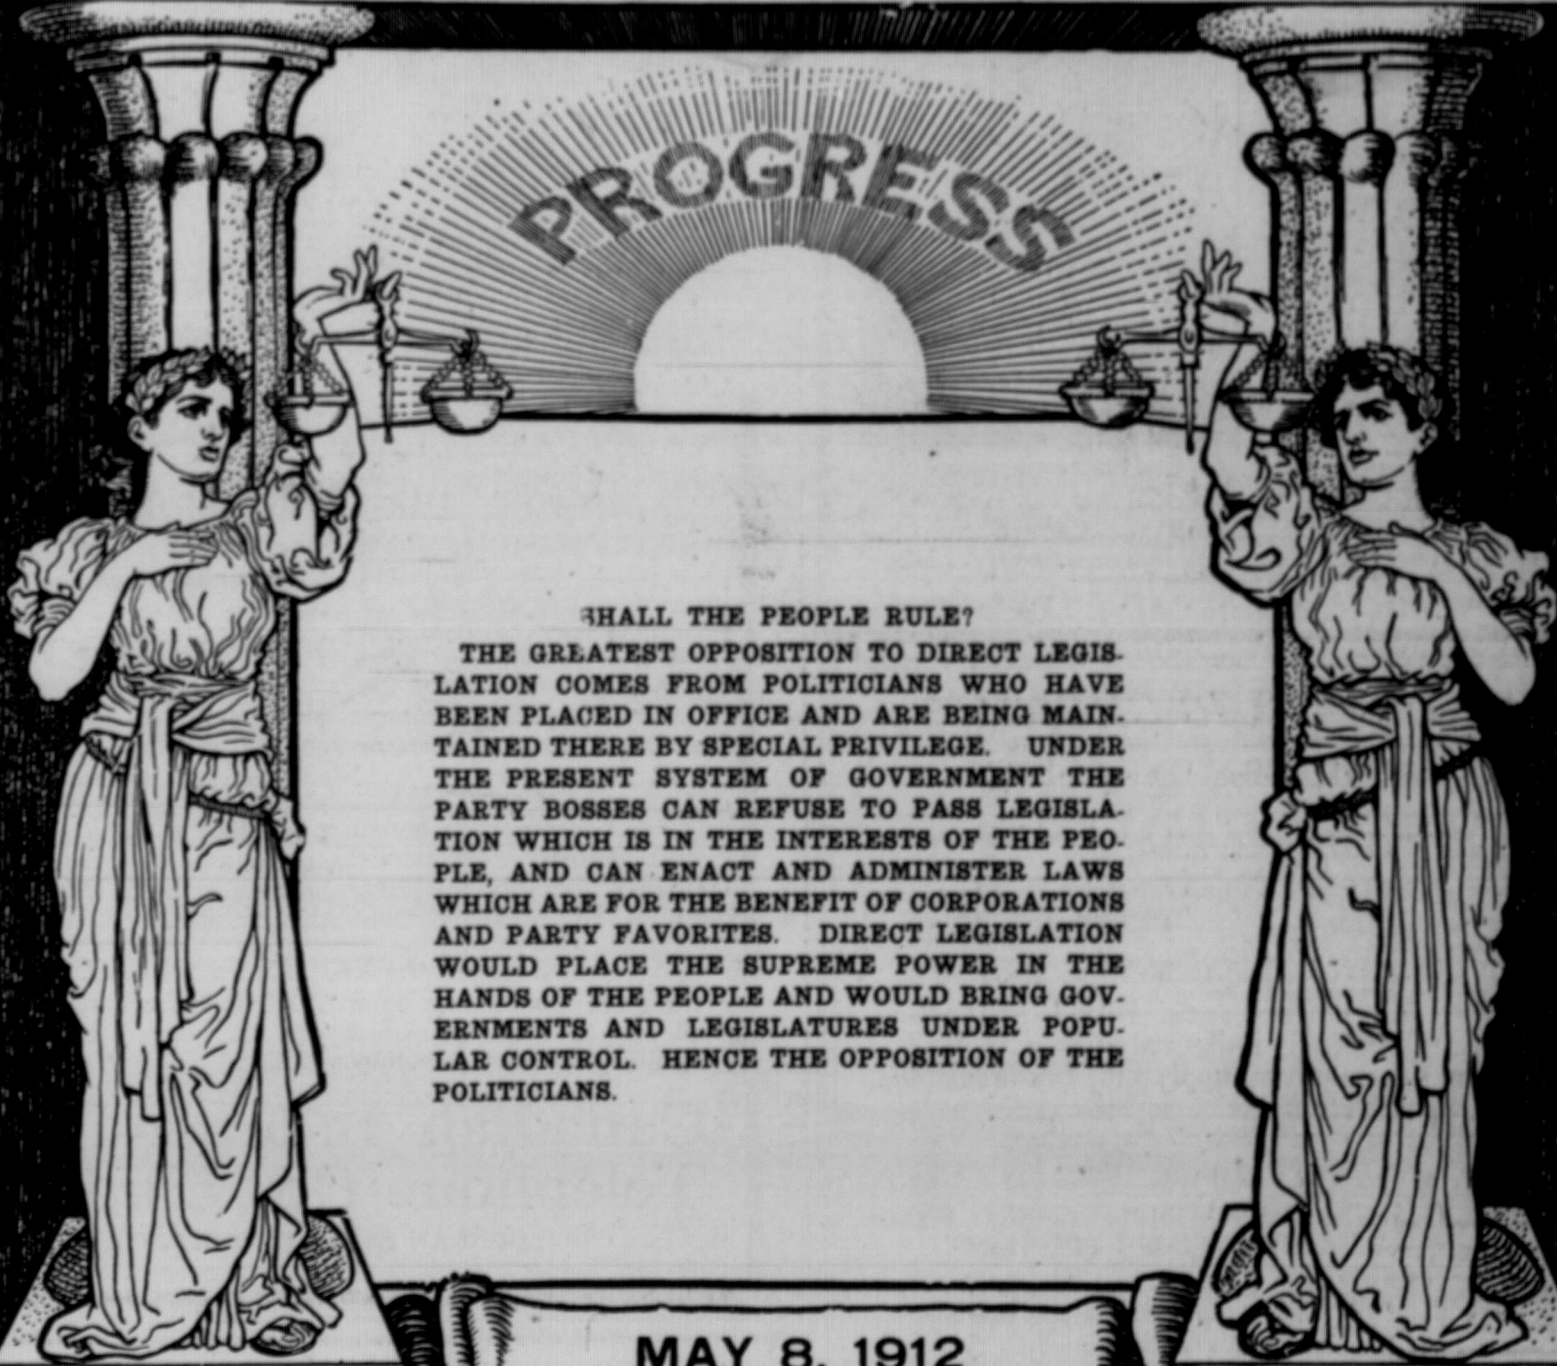 PROGRESS
SHALL THE PEOPLE RULE?
THE GREATEST OPPOSITION TO DIRECT LEGIS-
LATION COMES FROM POLITICIANS WHO HAVE
BEEN PLACED IN OFFICE AND ARE BEING MAIN-
TAINED THERE BY SPECIAL PRIVILEGE. UNDER
THE PRESENT SYSTEM OF GOVERNMENT THE
PARTY BOSSES CAN REFUSE TO PASS LEGISLA-
TION WHICH IS IN THE INTERESTS OF THE PEO-
PLE, AND CAN ENACT AND ADMINISTER LAWS
WHICH ARE FOR THE BENEFIT OF CORPORATIONS
AND PARTY FAVORITES. DIRECT LEGISLATION
WOULD PLACE THE SUPREME POWER IN THE
HANDS OF THE PEOPLE AND WOULD BRING GOV-
ERNMENTS AND LEGISLATURES UNDER POPU-
LAR CONTROL. HENCE THE OPPOSITION OF THE
POLITICIANS.
MAY 8, 1912